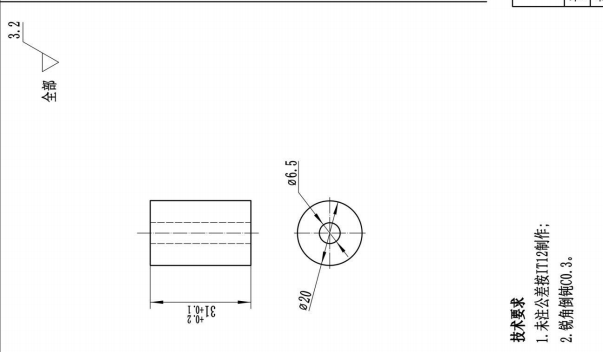 全部 3.2
ø6.5
ø20
31+0.2 +0.1
技术要求
1.未注公差按IT12制作;
2.锐角倒钝C0.3。